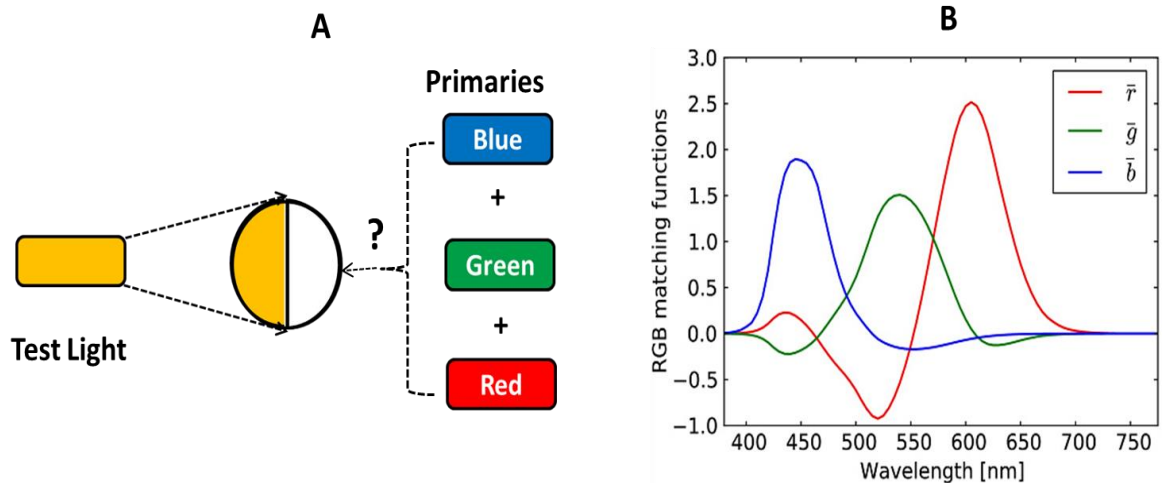 A
Primaries
Blue
+
Green
+
Red
?
Test Light
B
3.0
2.5
2.0
1.5
1.0
0.5
0.0
−0.5
−1.0
RGB matching functions
r̄
ḡ
b̄
400 450 500 550 600 650 700 750
Wavelength [nm]